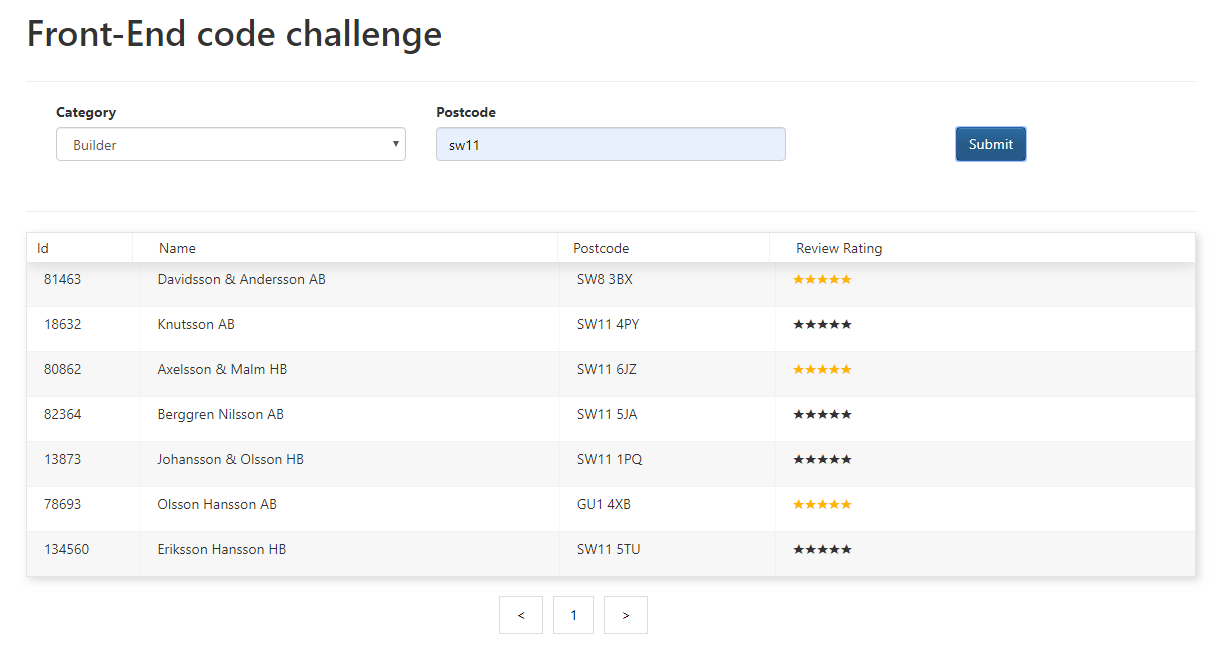 Front-End code challenge
Category Postcode
Builder sw11 Submit
Id Name Postcode Review Rating
81463 Davidsson & Andersson AB SW8 3BX ★★★★★
18632 Knutsson AB SW11 4PY ★★★★★
80862 Axelsson & Malm HB SW11 6JZ ★★★★★
82364 Berggren Nilsson AB SW11 5JA ★★★★★
13873 Johansson & Olsson HB SW11 1PQ ★★★★★
78693 Olsson Hansson AB GU1 4XB ★★★★★
134560 Eriksson Hansson HB SW11 5TU ★★★★★
< 1 >